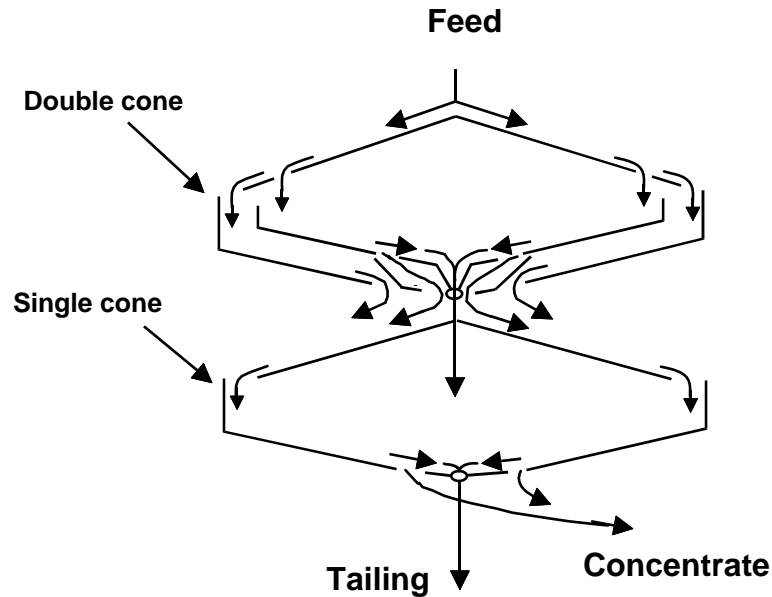 Feed
Double cone
Single cone
Concentrate
Tailing